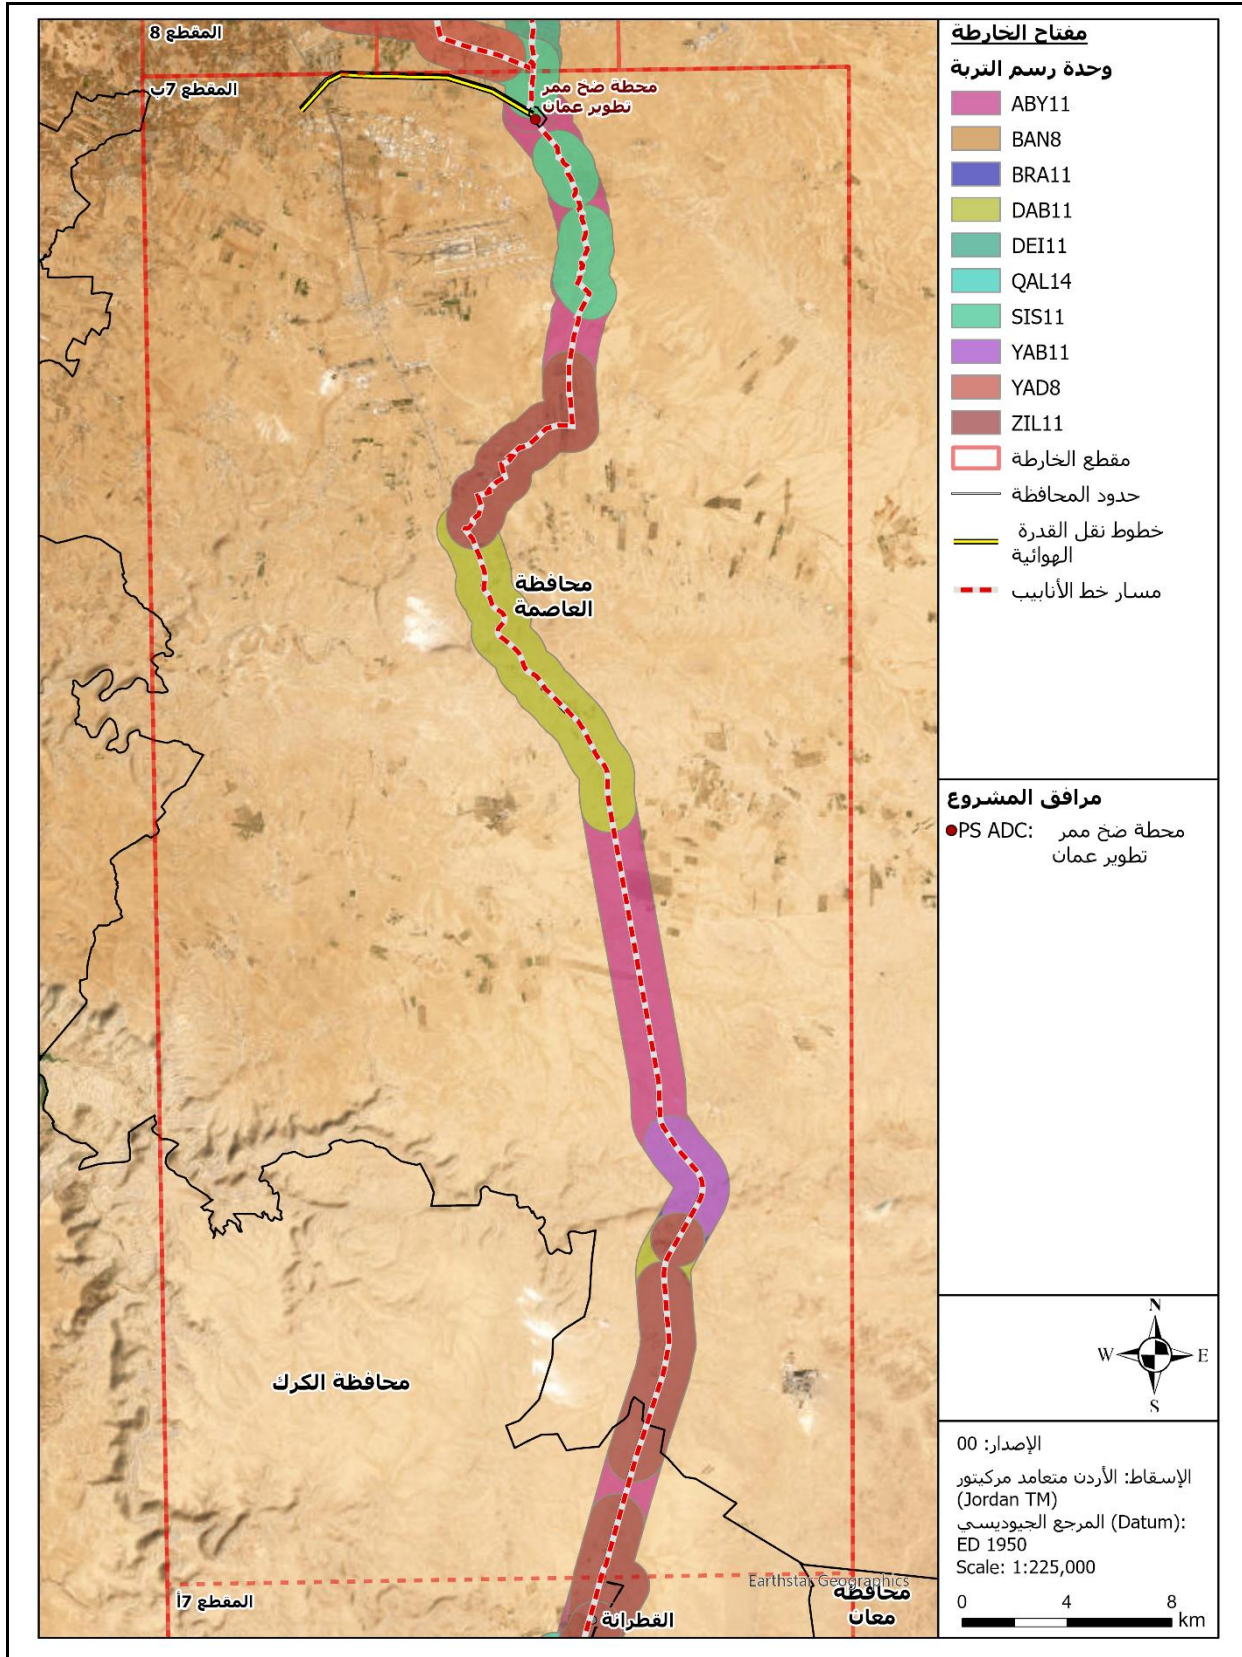 المقطع 8
المقطع 7ب
محطة ضخ ممر
تطوير عمان
محافظة
العاصمة
محافظة الكرك
المقطع 7أ
القطرانة
Earthstar Geographics
محافظة
معان
مفتاح الخارطة
وحدة رسم التربة
ABY11
BAN8
BRA11
DAB11
DEI11
QAL14
SIS11
YAB11
YAD8
ZIL11
مقطع الخارطة
حدود المحافظة
خطوط نقل القدرة
الهوائية
مسار خط الأنابيب
مرافق المشروع
PS ADC: محطة ضخ ممر
تطوير عمان
N
W E
S
الإصدار: 00
الإسقاط: الأردن متعامد مركيتور
(Jordan TM)
المرجع الجيوديسي (Datum):
ED 1950
Scale: 1:225,000
0 4 8
km